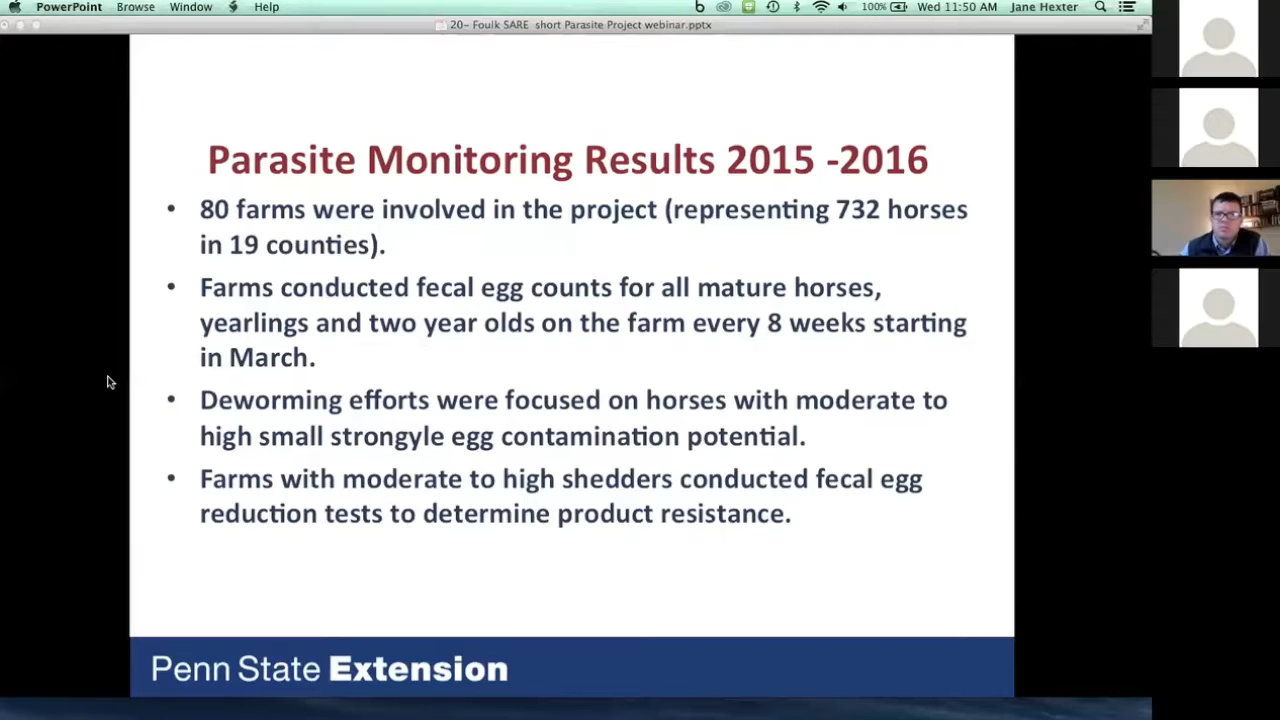 PowerPoint Browse Window Help 100% Wed 11:50 AM Jane Hexter
20- Foulk SARE short Parasite Project webinar.pptx
Parasite Monitoring Results 2015 -2016
• 80 farms were involved in the project (representing 732 horses
in 19 counties).
• Farms conducted fecal egg counts for all mature horses,
yearlings and two year olds on the farm every 8 weeks starting
in March.
• Deworming efforts were focused on horses with moderate to
high small strongyle egg contamination potential.
• Farms with moderate to high shedders conducted fecal egg
reduction tests to determine product resistance.
Penn State Extension